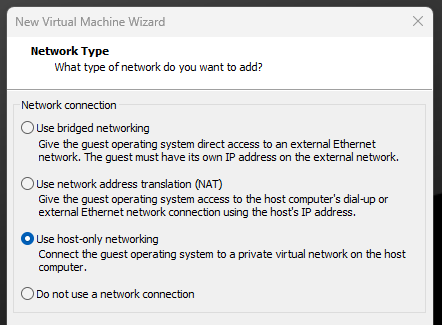 New Virtual Machine Wizard
Network Type
What type of network do you want to add?
Network connection
Use bridged networking
Give the guest operating system direct access to an external Ethernet
network. The guest must have its own IP address on the external network.
Use network address translation (NAT)
Give the guest operating system access to the host computer's dial-up or
external Ethernet network connection using the host's IP address.
Use host-only networking
Connect the guest operating system to a private virtual network on the host
computer.
Do not use a network connection